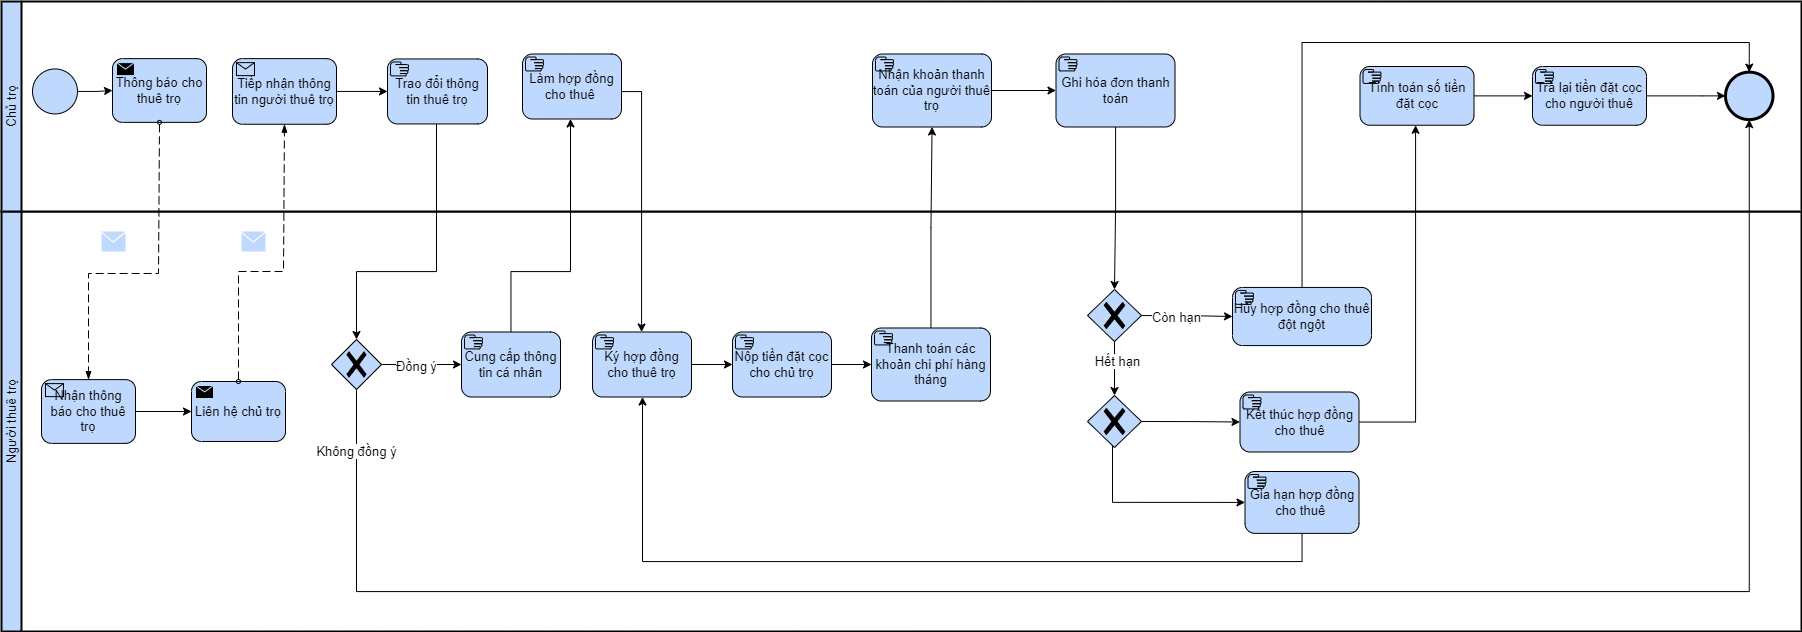 Chủ trọ
Thông báo cho
thuê trọ
Tiếp nhận thông
tin người thuê trọ
Trao đổi thông
tin thuê trọ
Làm hợp đồng
cho thuê
Nhận khoản thanh
toán của người thuê
trọ
Ghi hóa đơn thanh
toán
Tính toán số tiền
đặt cọc
Trả lại tiền đặt cọc
cho người thuê
Người thuê trọ
Nhận thông
báo cho thuê
trọ
Liên hệ chủ trọ
Đồng ý
Không đồng ý
Cung cấp thông
tin cá nhân
Ký hợp đồng
cho thuê trọ
Nộp tiền đặt cọc
cho chủ trọ
Thanh toán các
khoản chi phí hàng
tháng
Còn hạn
Hết hạn
Hủy hợp đồng cho thuê
đột ngột
Kết thúc hợp đồng
cho thuê
Gia hạn hợp đồng
cho thuê